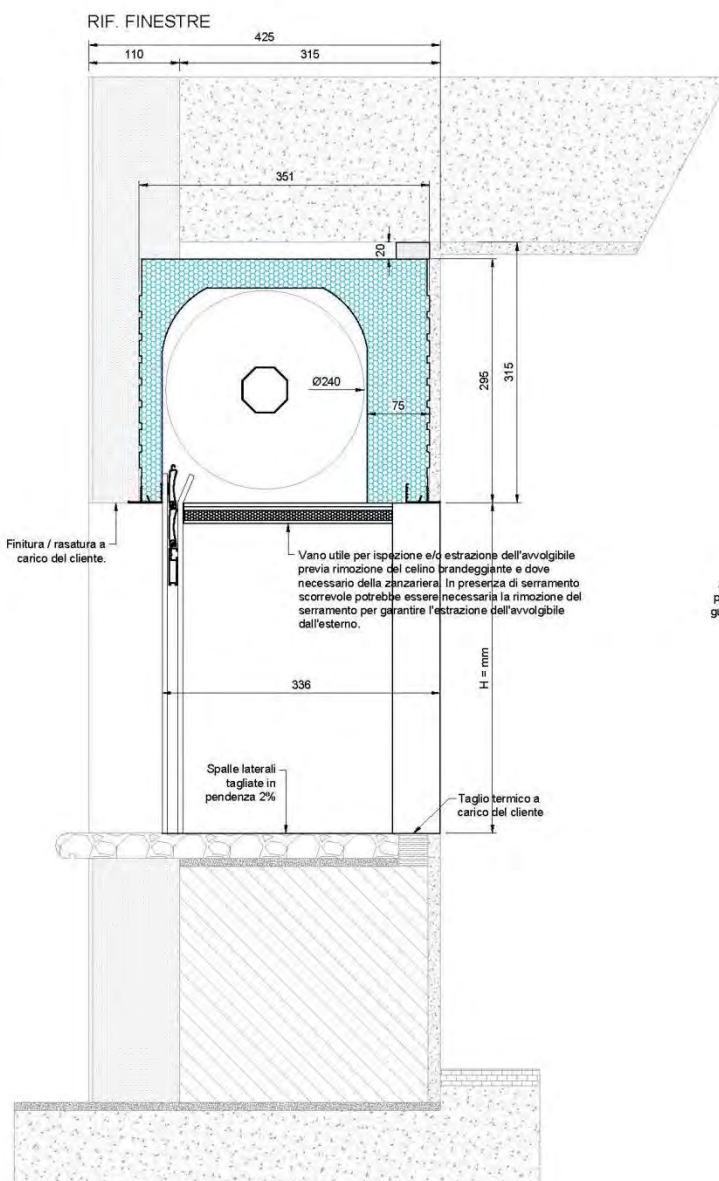 RIF. FINESTRE
425
110
315
351
20
Ø240
75
295
315
Finitura / rasatura a
carico del cliente.
Vano utile per ispezione e/o estrazione dell'avvolgibile
previa rimozione del celino brandeggiante e dove
necessario della zanzariera. In presenza di serramento
scorrevole potrebbe essere necessaria la rimozione del
serramento per garantire l'estrazione dell'avvolgibile
dall'esterno.
336
H = mm
Spalle laterali
tagliate in
pendenza 2%
Taglio termico a
carico del cliente
p
gu